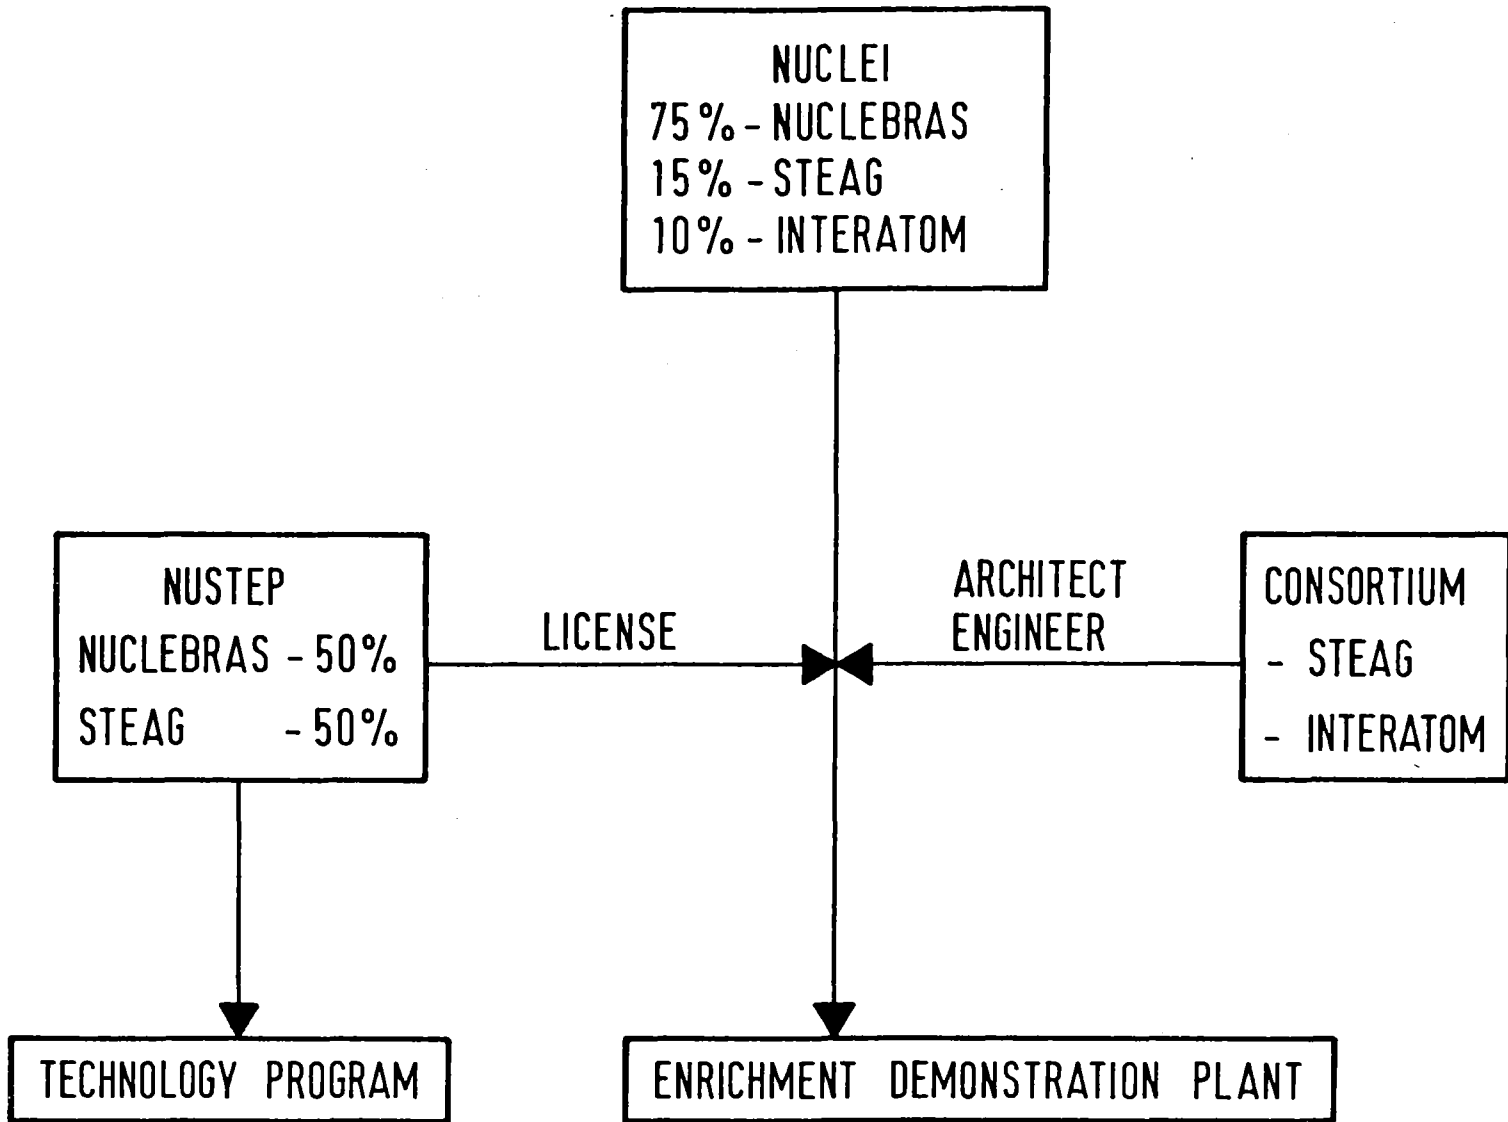 NUCLEI
75% - NUCLEBRAS
15% - STEAG
10% - INTERATOM
NUSTEP
NUCLEBRAS - 50%
STEAG - 50%
LICENSE
ARCHITECT
ENGINEER
CONSORTIUM
- STEAG
- INTERATOM
TECHNOLOGY PROGRAM
ENRICHMENT DEMONSTRATION PLANT